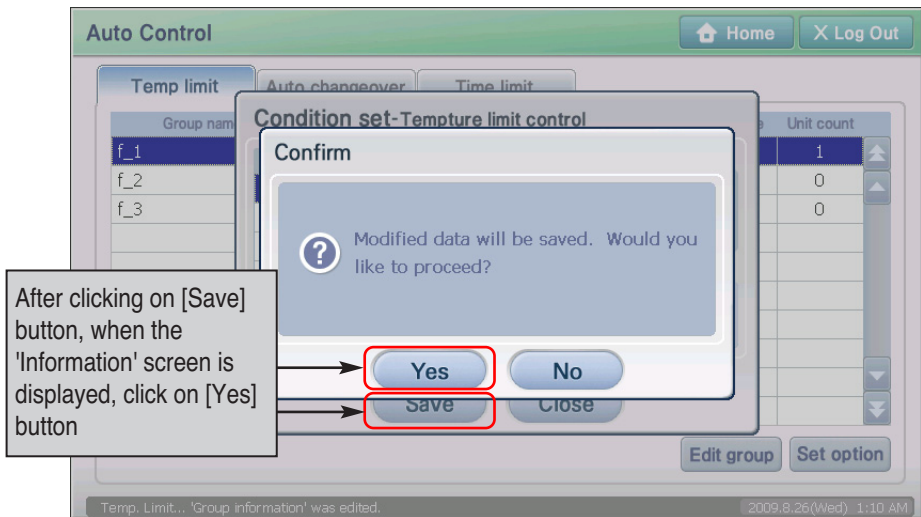 Auto Control
Home
X Log Out
Temp limit
Auto changeover
Time limit
Group nam
Condition set-Tempture limit control
Unit count
f_1
1
f_2
0
f_3
0
Confirm
Modified data will be saved. Would you
like to proceed?
Yes
No
Save
Close
After clicking on [Save]
button, when the
'Information' screen is
displayed, click on [Yes]
button
Edit group
Set option
Temp. Limit... 'Group information' was edited.
2009.8.26(Wed) 1:10 AM